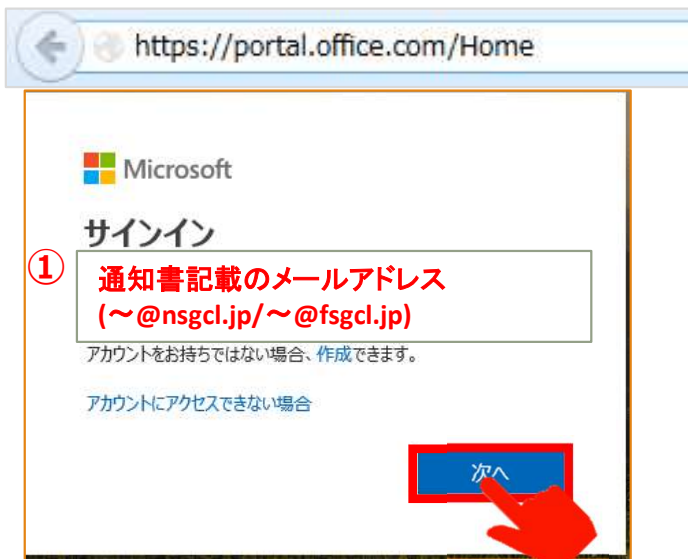 https://portal.office.com/Home
Microsoft
サインイン
①
通知書記載のメールアドレス
(～@nsgcl.jp/～@fsgcl.jp)
アカウントをお持ちではない場合、作成できます。
アカウントにアクセスできない場合
次へ